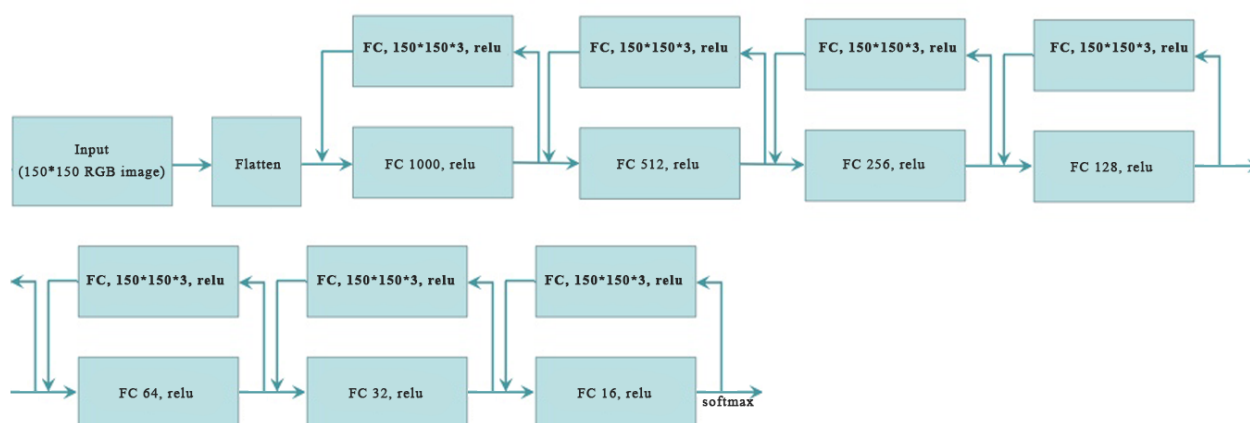 FC, 150*150*3, relu
FC, 150*150*3, relu
FC, 150*150*3, relu
FC, 150*150*3, relu
Input
(150*150 RGB image)
Flatten
FC 1000, relu
FC 512, relu
FC 256, relu
FC 128, relu
FC, 150*150*3, relu
FC, 150*150*3, relu
FC, 150*150*3, relu
FC 64, relu
FC 32, relu
FC 16, relu
softmax